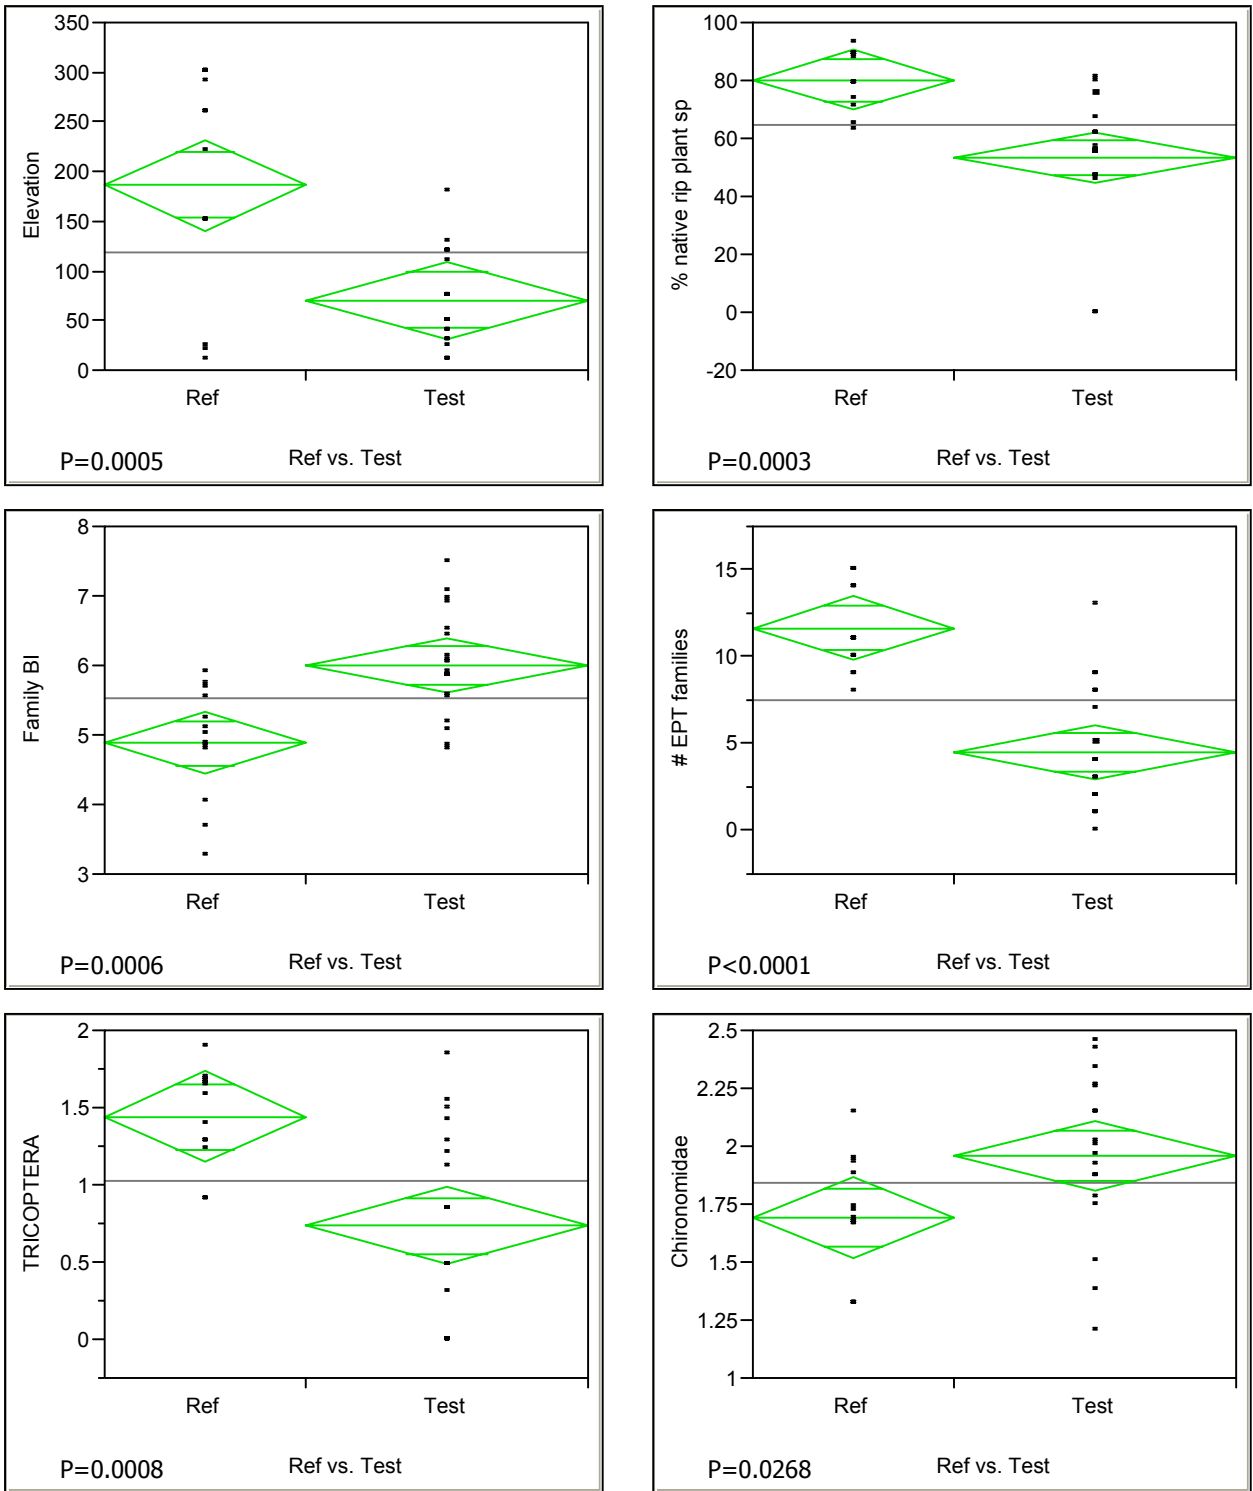 350
300
250
200
150
100
50
0
Elevation
Ref Test
P=0.0005 Ref vs. Test
100
80
60
40
20
0
-20
% native rip plant sp
Ref Test
P=0.0003 Ref vs. Test
8
7
6
5
4
3
Family BI
Ref Test
P=0.0006 Ref vs. Test
15
10
5
0
# EPT families
Ref Test
P<0.0001 Ref vs. Test
2
1.5
1
0.5
0
TRICOPTERA
Ref Test
P=0.0008 Ref vs. Test
2.5
2.25
2
1.75
1.5
1.25
1
Chironomidae
Ref Test
P=0.0268 Ref vs. Test